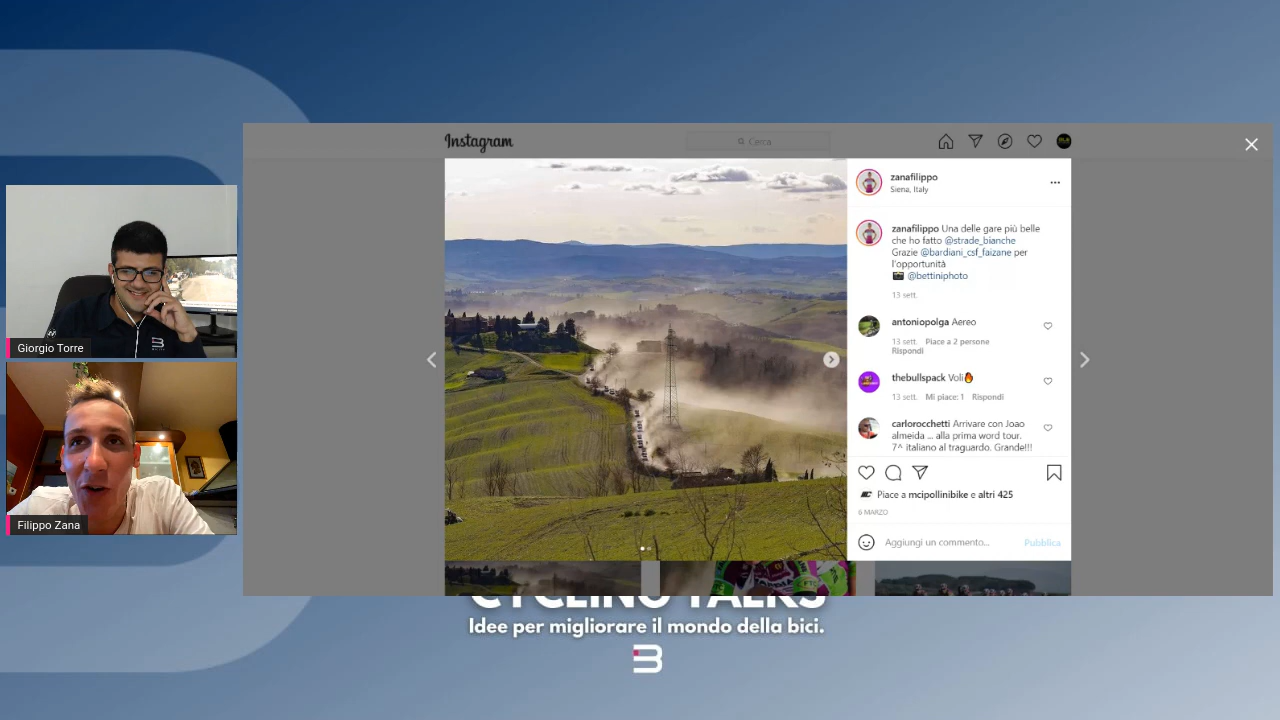 Instagram
Cerca
zanafilippo
Siena, Italy
zanafilippo Una delle gare più belle
che ho fatto @strade_bianche
Grazie @bardiani_csf_faizane per
l'opportunità
@bettiniphoto
13 sett.
antoniopolga Aereo
13 sett. Piace a 2 persone
Rispondi
thebullspack Voli🔥
13 sett. Mi piace: 1 Rispondi
carlorocchetti Arrivare con Joao
almeida ... alla prima word tour.
7^ italiano al traguardo. Grande!!!
Piace a mcipollinibike e altri 425
6 MARZO
Aggiungi un commento...
Pubblica
Giorgio Torre
Filippo Zana
CYCLING TALKS
Idee per migliorare il mondo della bici.